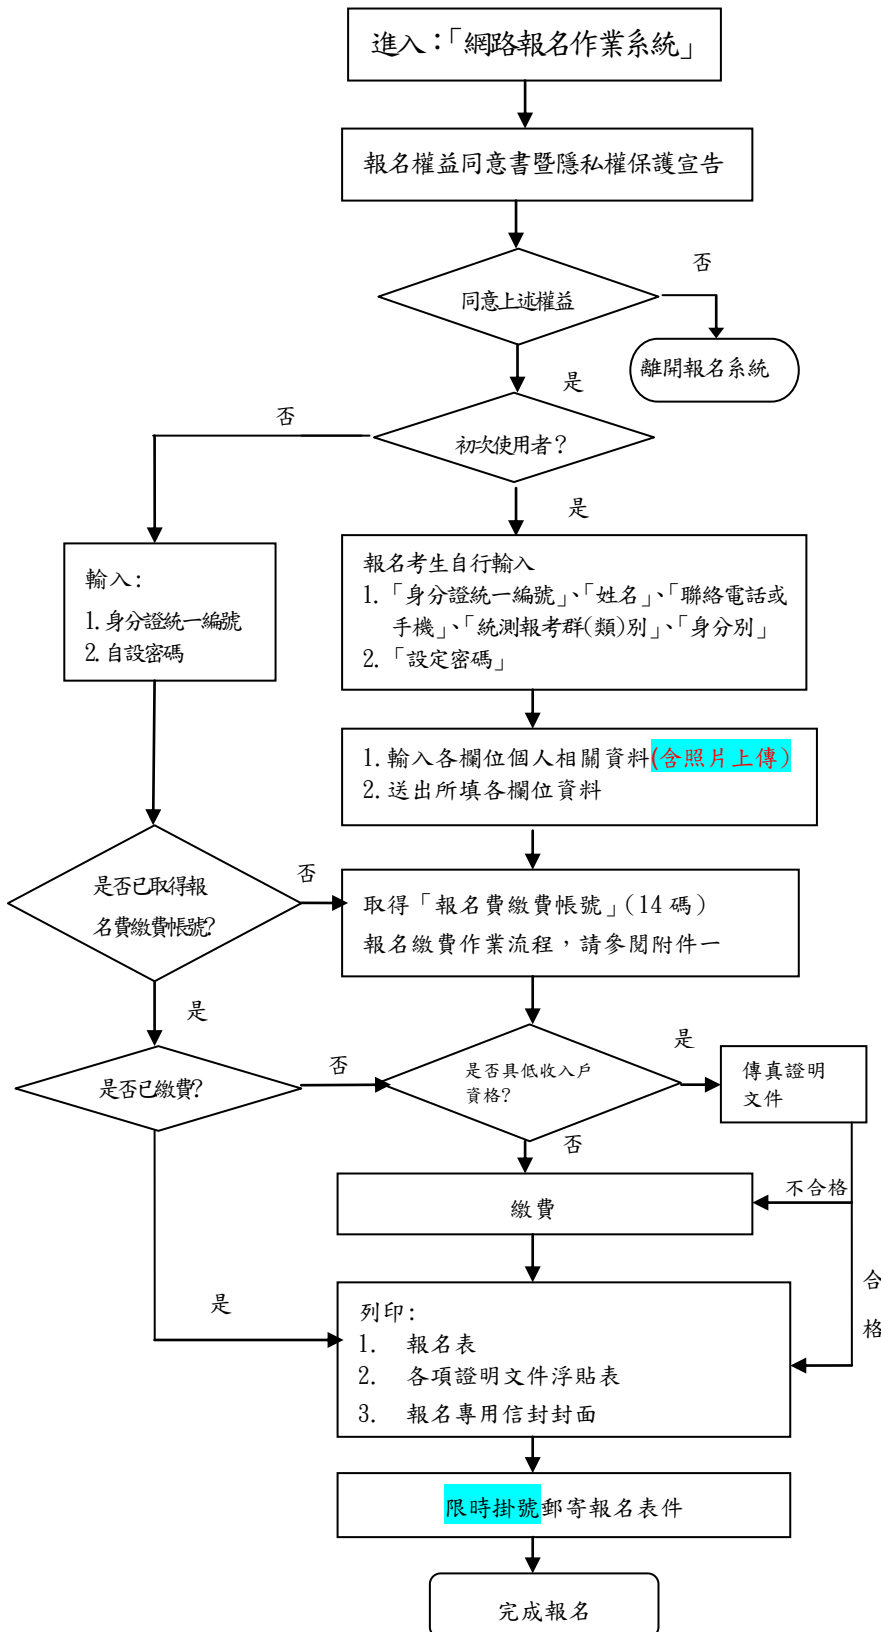 進入：「網路報名作業系統」
報名權益同意書暨隱私權保護宣告
同意上述權益
否
離開報名系統
是
初次使用者？
否
是
輸入：
1.身分證統一編號
2.自設密碼
報名考生自行輸入
1.「身分證統一編號」、「姓名」、「聯絡電話或
手機」、「統測報考群(類)別」、「身分別」
2.「設定密碼」
1.輸入各欄位個人相關資料(含照片上傳)
2.送出所填各欄位資料
是否已取得報
名費繳費帳號?
否
取得「報名費繳費帳號」(14 碼)
報名繳費作業流程，請參閱附件一
是
是否已繳費?
否
是否具低收入戶
資格?
是
傳真證明
文件
否
繳費
不合格
合
格
是
列印：
1. 報名表
2. 各項證明文件浮貼表
3. 報名專用信封封面
限時掛號郵寄報名表件
完成報名